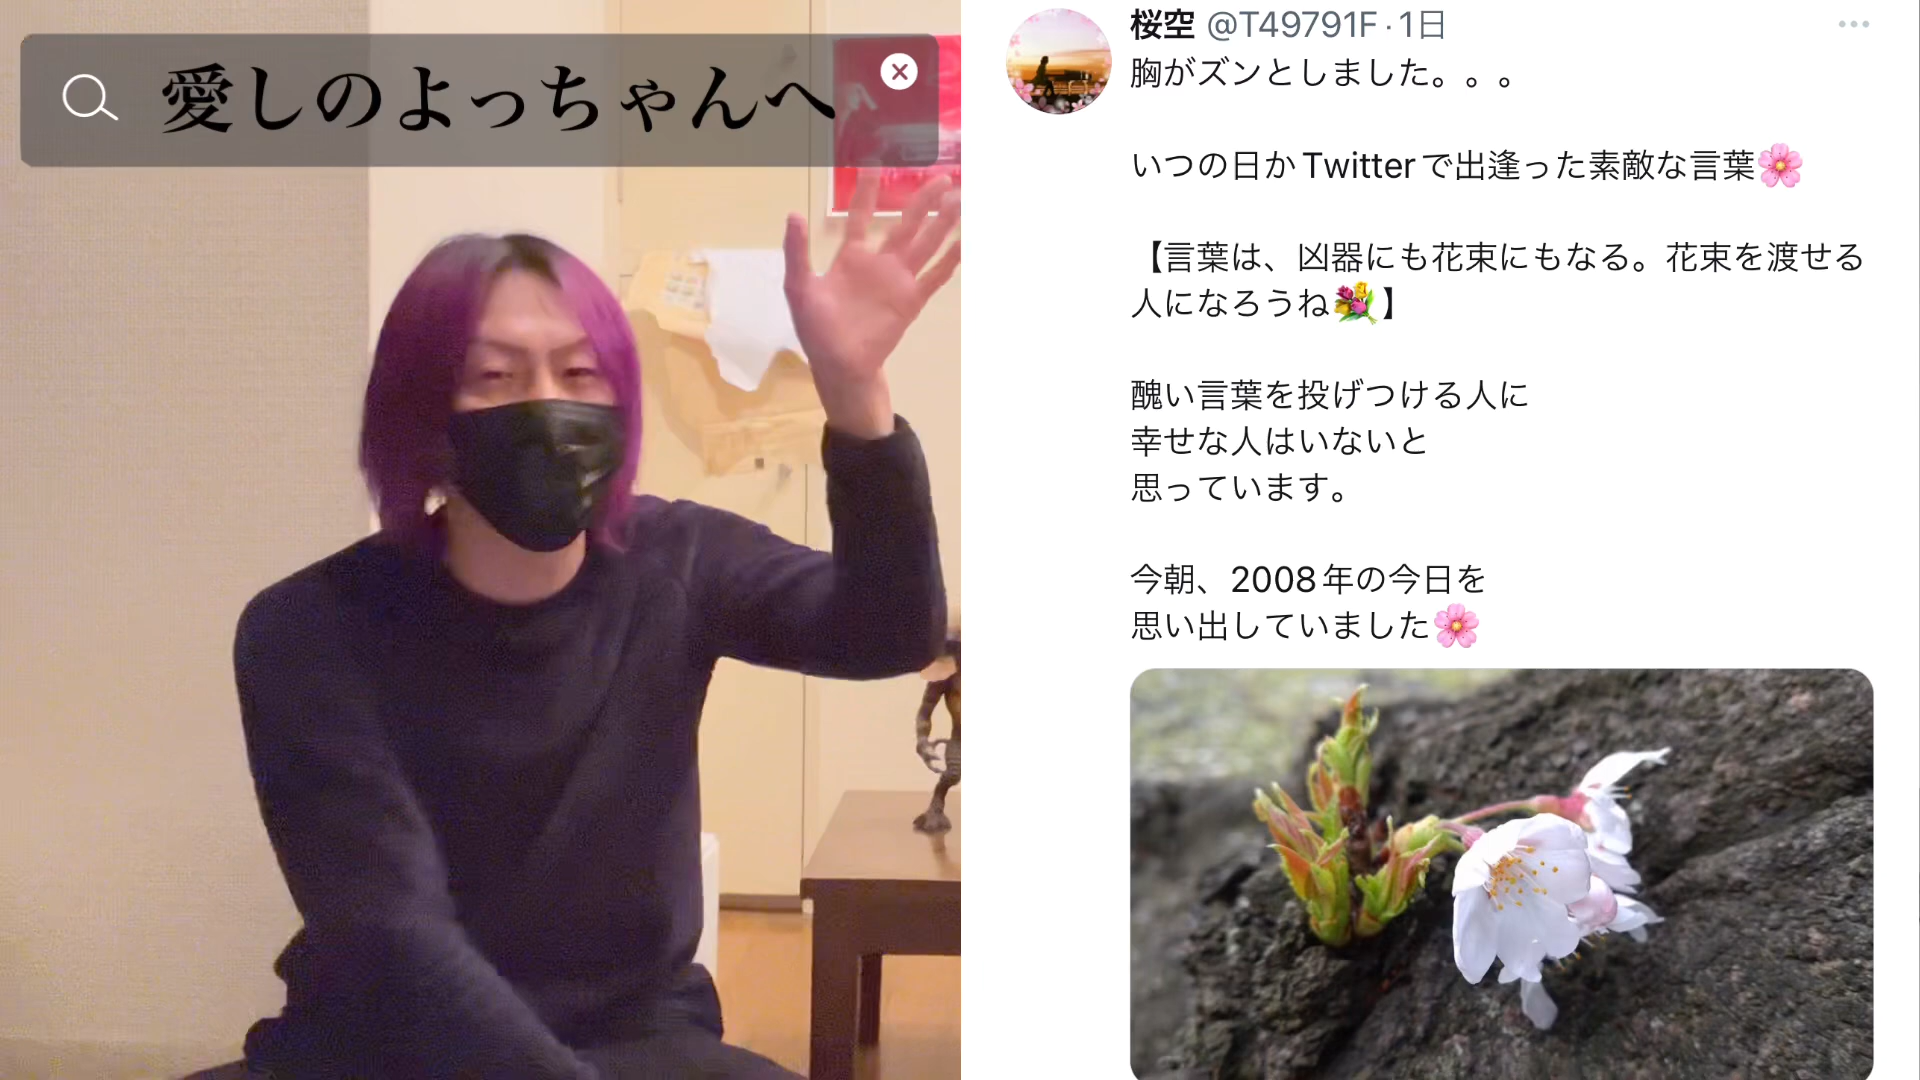 愛しのよっちゃんへ
桜空 @T49791F·1日
胸がズンとしました。。。
いつの日かTwitterで出逢った素敵な言葉🌸
【言葉は、凶器にも花束にもなる。花束を渡せる
人になろうね💐】
醜い言葉を投げつける人に
幸せな人はいないと
思っています。
今朝、2008年の今日を
思い出していました🌸